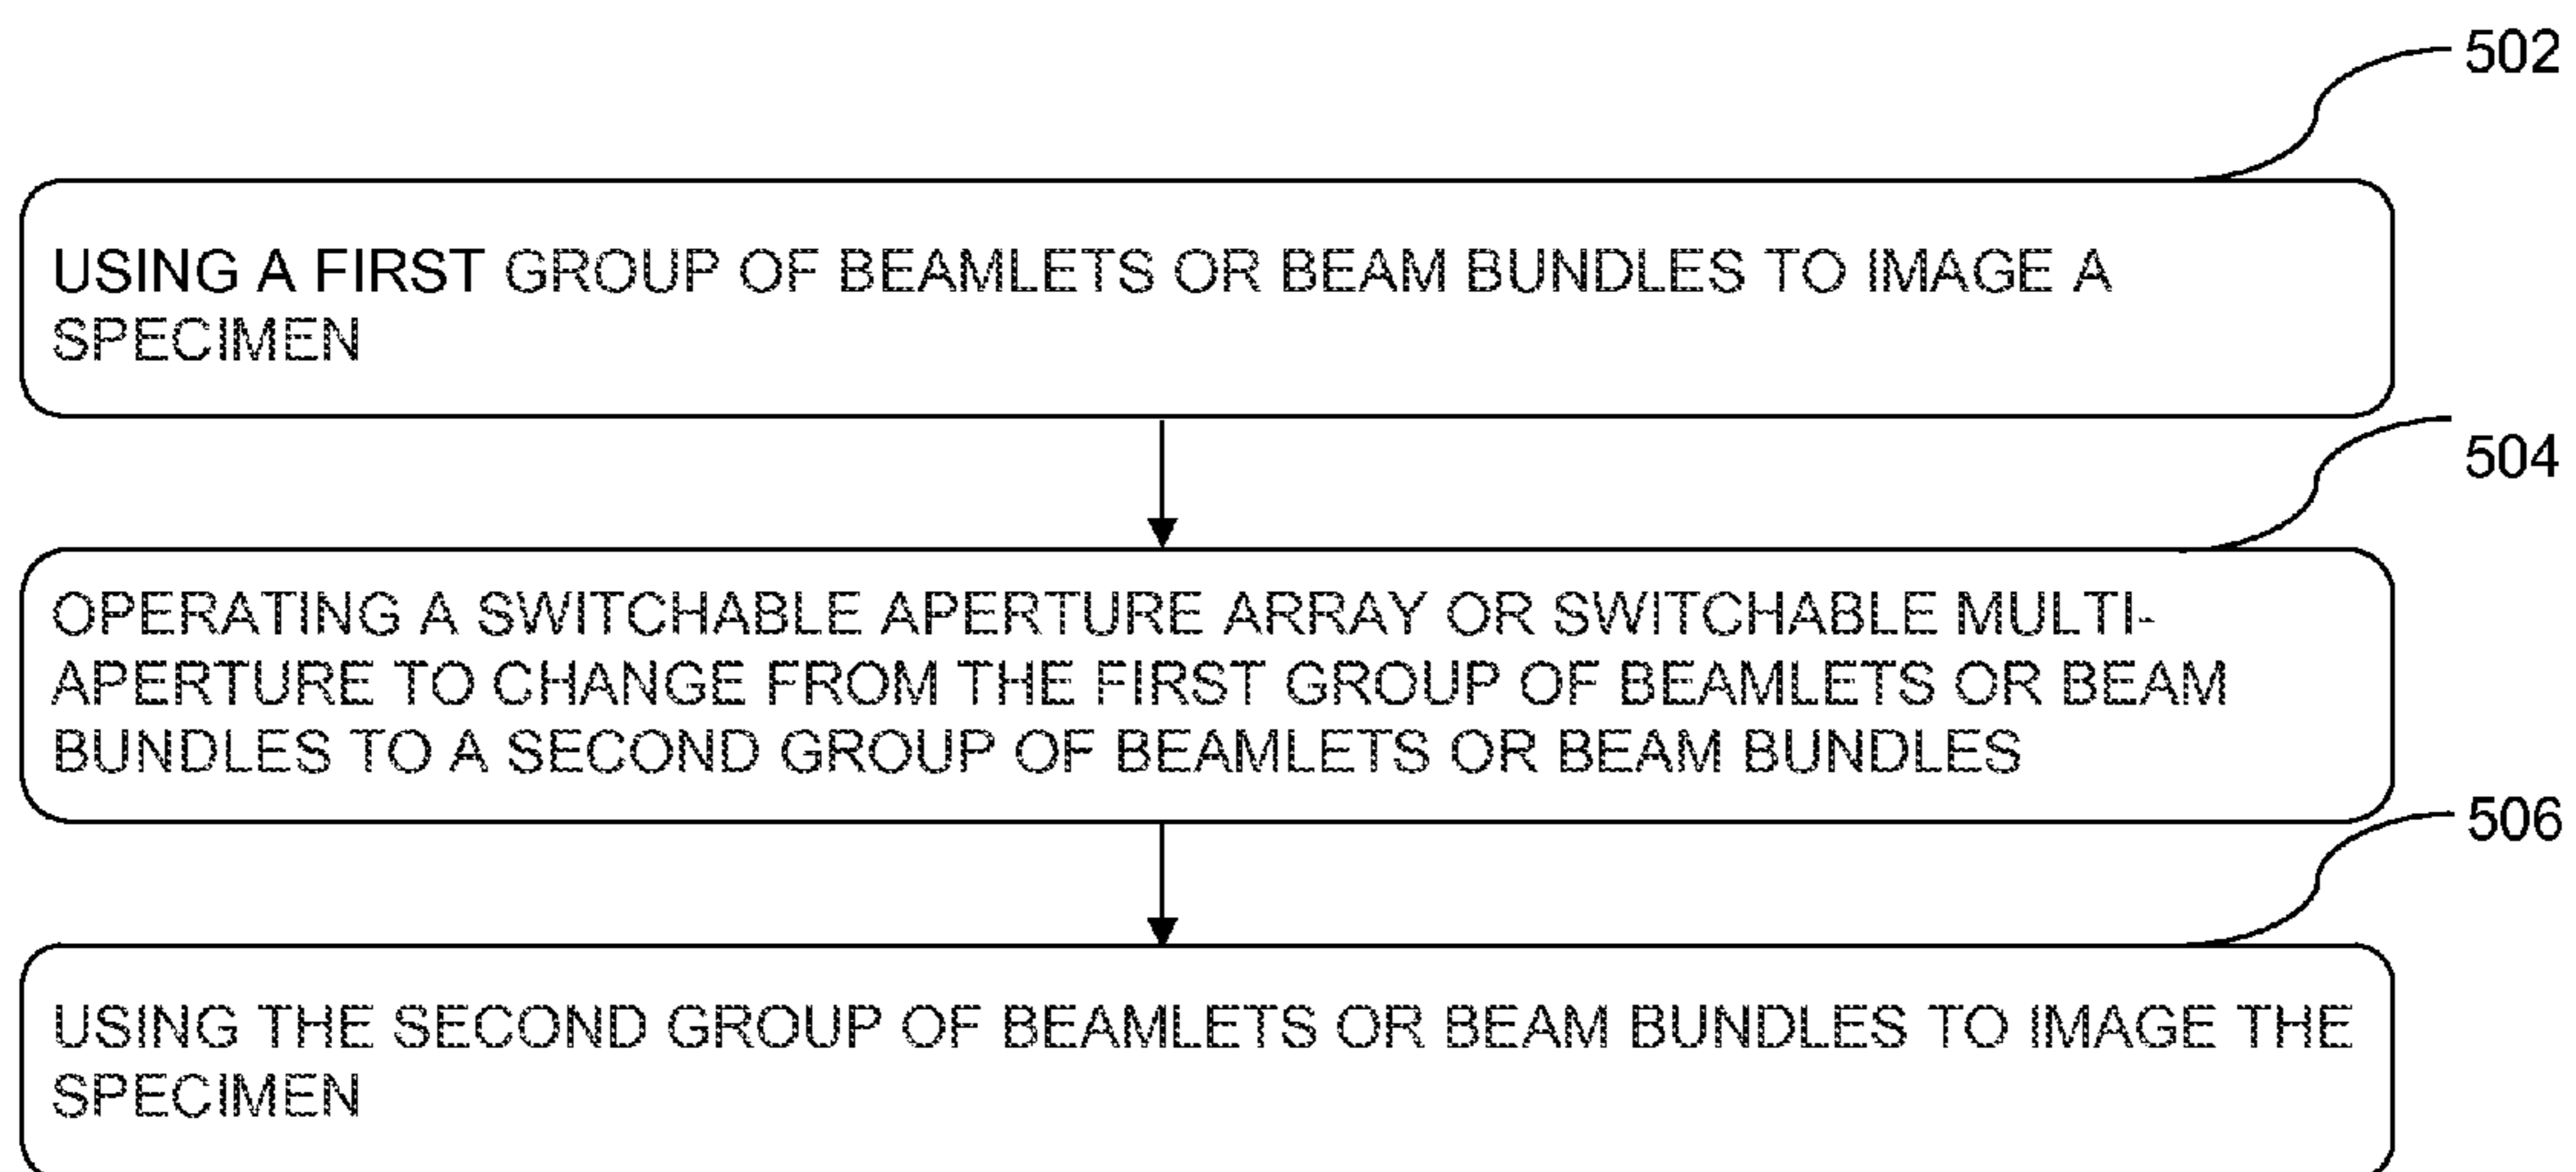 502
USING A FIRST GROUP OF BEAMLETS OR BEAM BUNDLES TO IMAGE A
SPECIMEN
504
OPERATING A SWITCHABLE APERTURE ARRAY OR SWITCHABLE MULTI-
APERTURE TO CHANGE FROM THE FIRST GROUP OF BEAMLETS OR BEAM
BUNDLES TO A SECOND GROUP OF BEAMLETS OR BEAM BUNDLES
506
USING THE SECOND GROUP OF BEAMLETS OR BEAM BUNDLES TO IMAGE THE
SPECIMEN